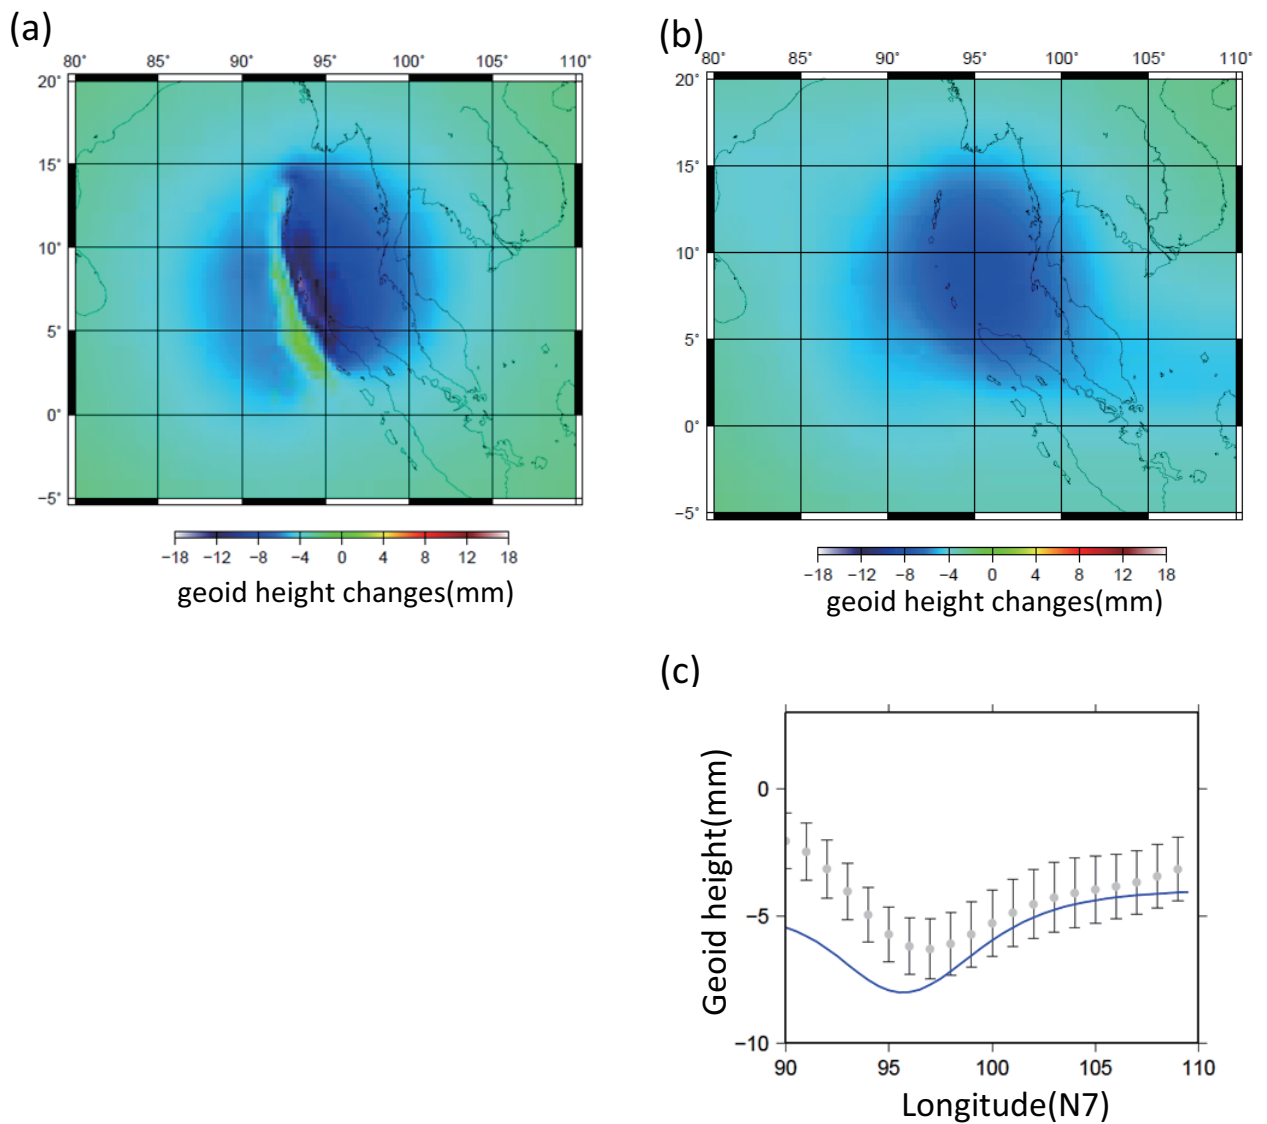 (a)
80° 85° 90° 95° 100° 95° 110°
20°
15°
10°
5°
0°
−5°
−18 −12 −8 −4 0 4 8 12 18
geoid height changes(mm)
(b)
80° 85° 90° 95° 100° 105° 110°
20°
15°
10°
5°
0°
−5°
−18 −12 −8 −4 0 4 8 12 18
geoid height changes(mm)
(c)
Geoid height(mm)
0
−5
−10
90 95 100 105 110
Longitude(N7)